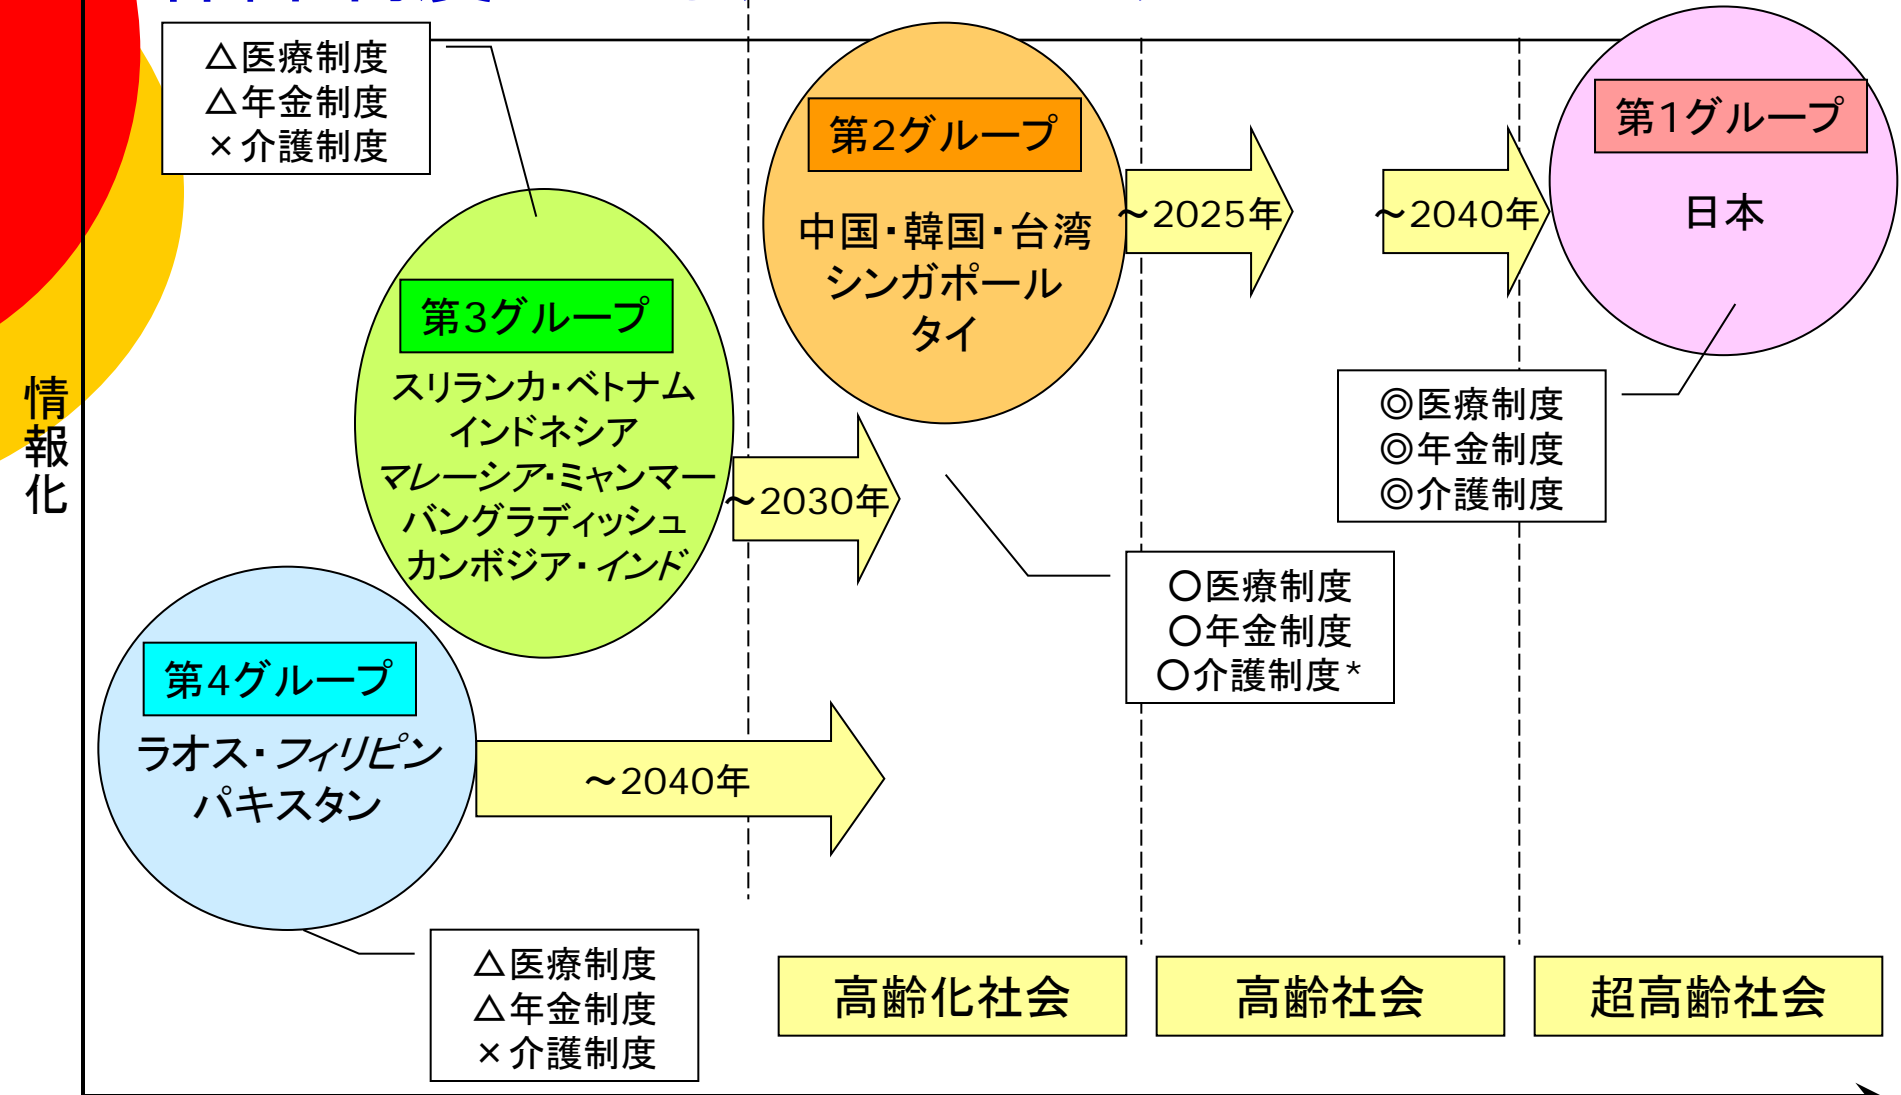 △医療制度
△年金制度
×介護制度
第2グループ
中国・韓国・台湾
シンガポール
タイ
～2025年
～2040年
第1グループ
日本
◎医療制度
◎年金制度
◎介護制度
第3グループ
スリランカ・ベトナム
インドネシア
マレーシア・ミャンマー
バングラディッシュ
カンボジア・インド
～2030年
情報化
○医療制度
○年金制度
○介護制度*
第4グループ
ラオス・フィリピン
パキスタン
～2040年
△医療制度
△年金制度
×介護制度
高齢化社会
高齢社会
超高齢社会